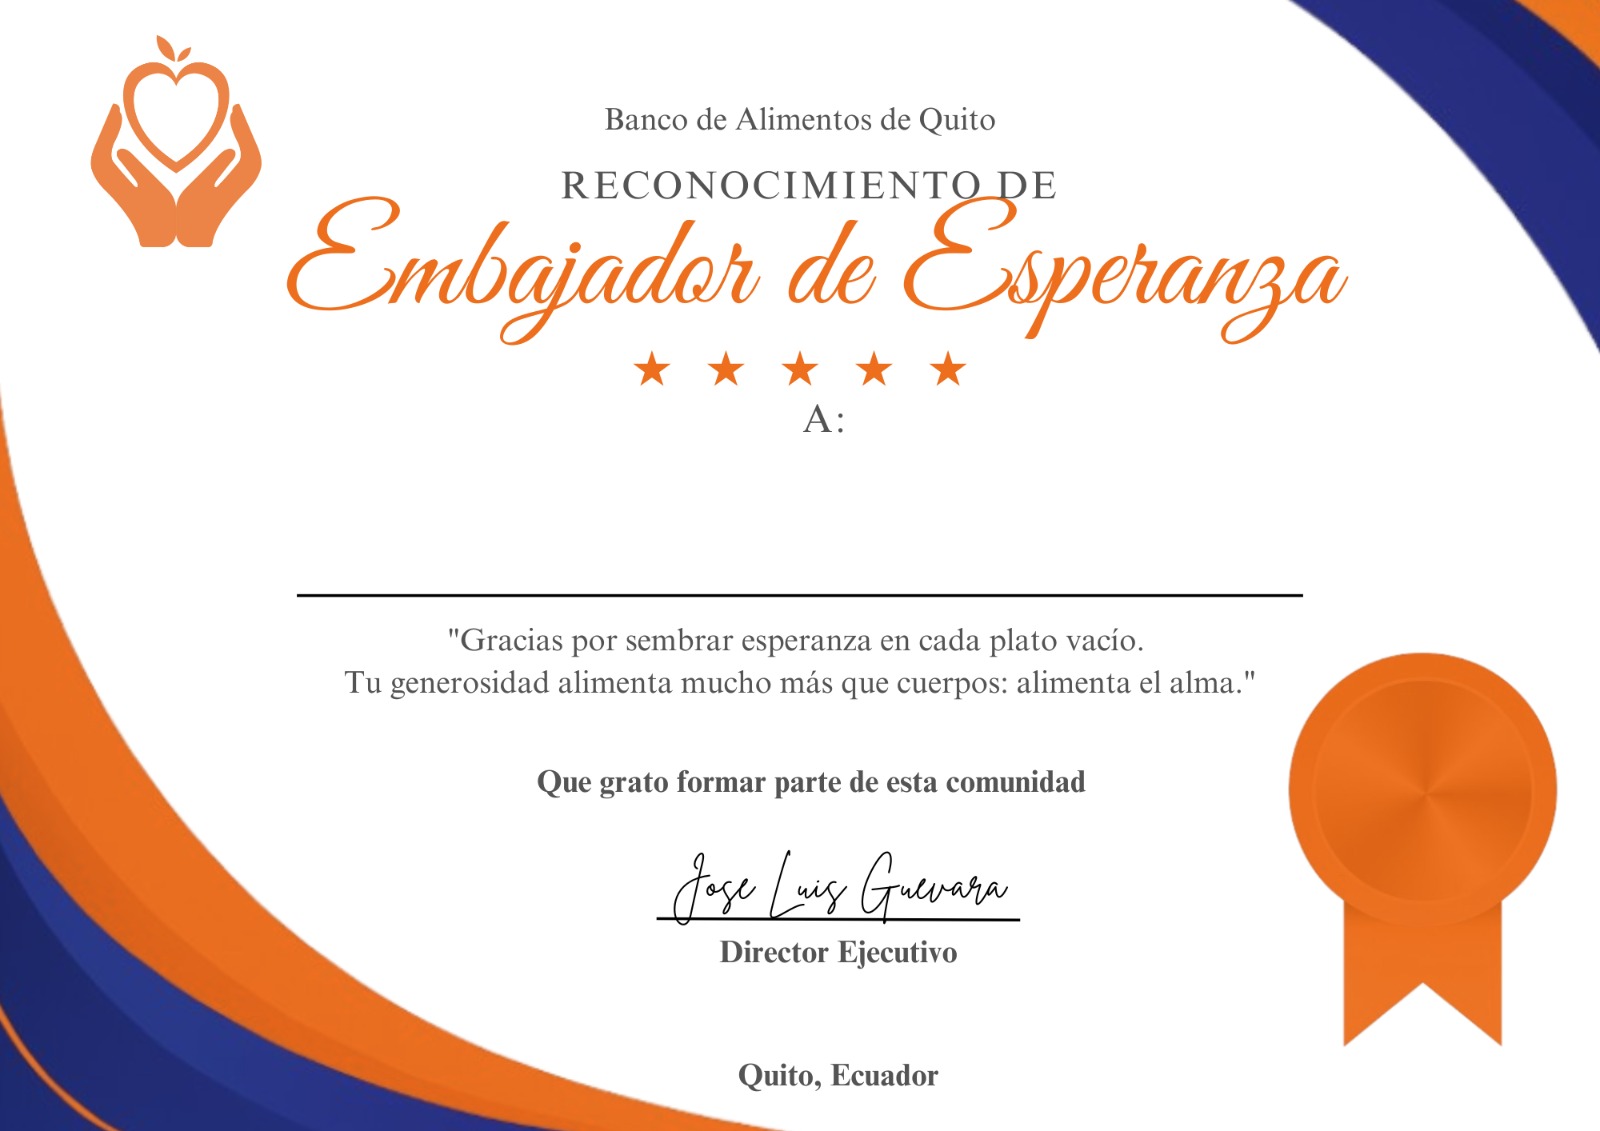 Banco de Alimentos de Quito
RECONOCIMIENTO DE
Embajador de Esperanza
A:
"Gracias por sembrar esperanza en cada plato vacío.
Tu generosidad alimenta mucho más que cuerpos: alimenta el alma."
Que grato formar parte de esta comunidad
Jose Luis Guevara
Director Ejecutivo
Quito, Ecuador